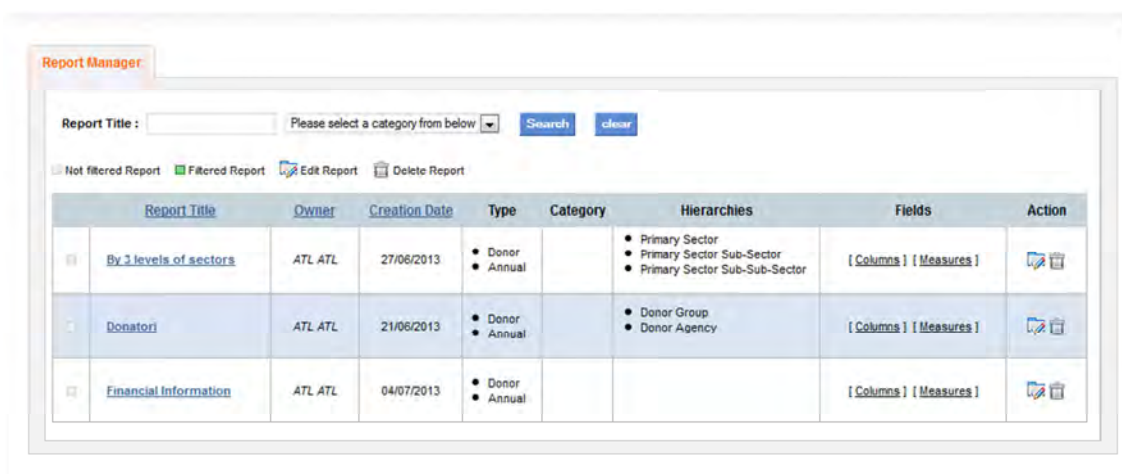 Report Manager
Report Title : Please select a category from below Search clear
Not filtered Report Filtered Report Edit Report Delete Report
Report Title Owner Creation Date Type Category Hierarchies Fields Action
By 3 levels of sectors ATL ATL 27/06/2013 Donor Annual Primary Sector Primary Sector Sub-Sector Primary Sector Sub-Sub-Sector [ Columns ] [ Measures ]
Donatori ATL ATL 21/06/2013 Donor Annual Donor Group Donor Agency [ Columns ] [ Measures ]
Financial Information ATL ATL 04/07/2013 Donor Annual [ Columns ] [ Measures ]